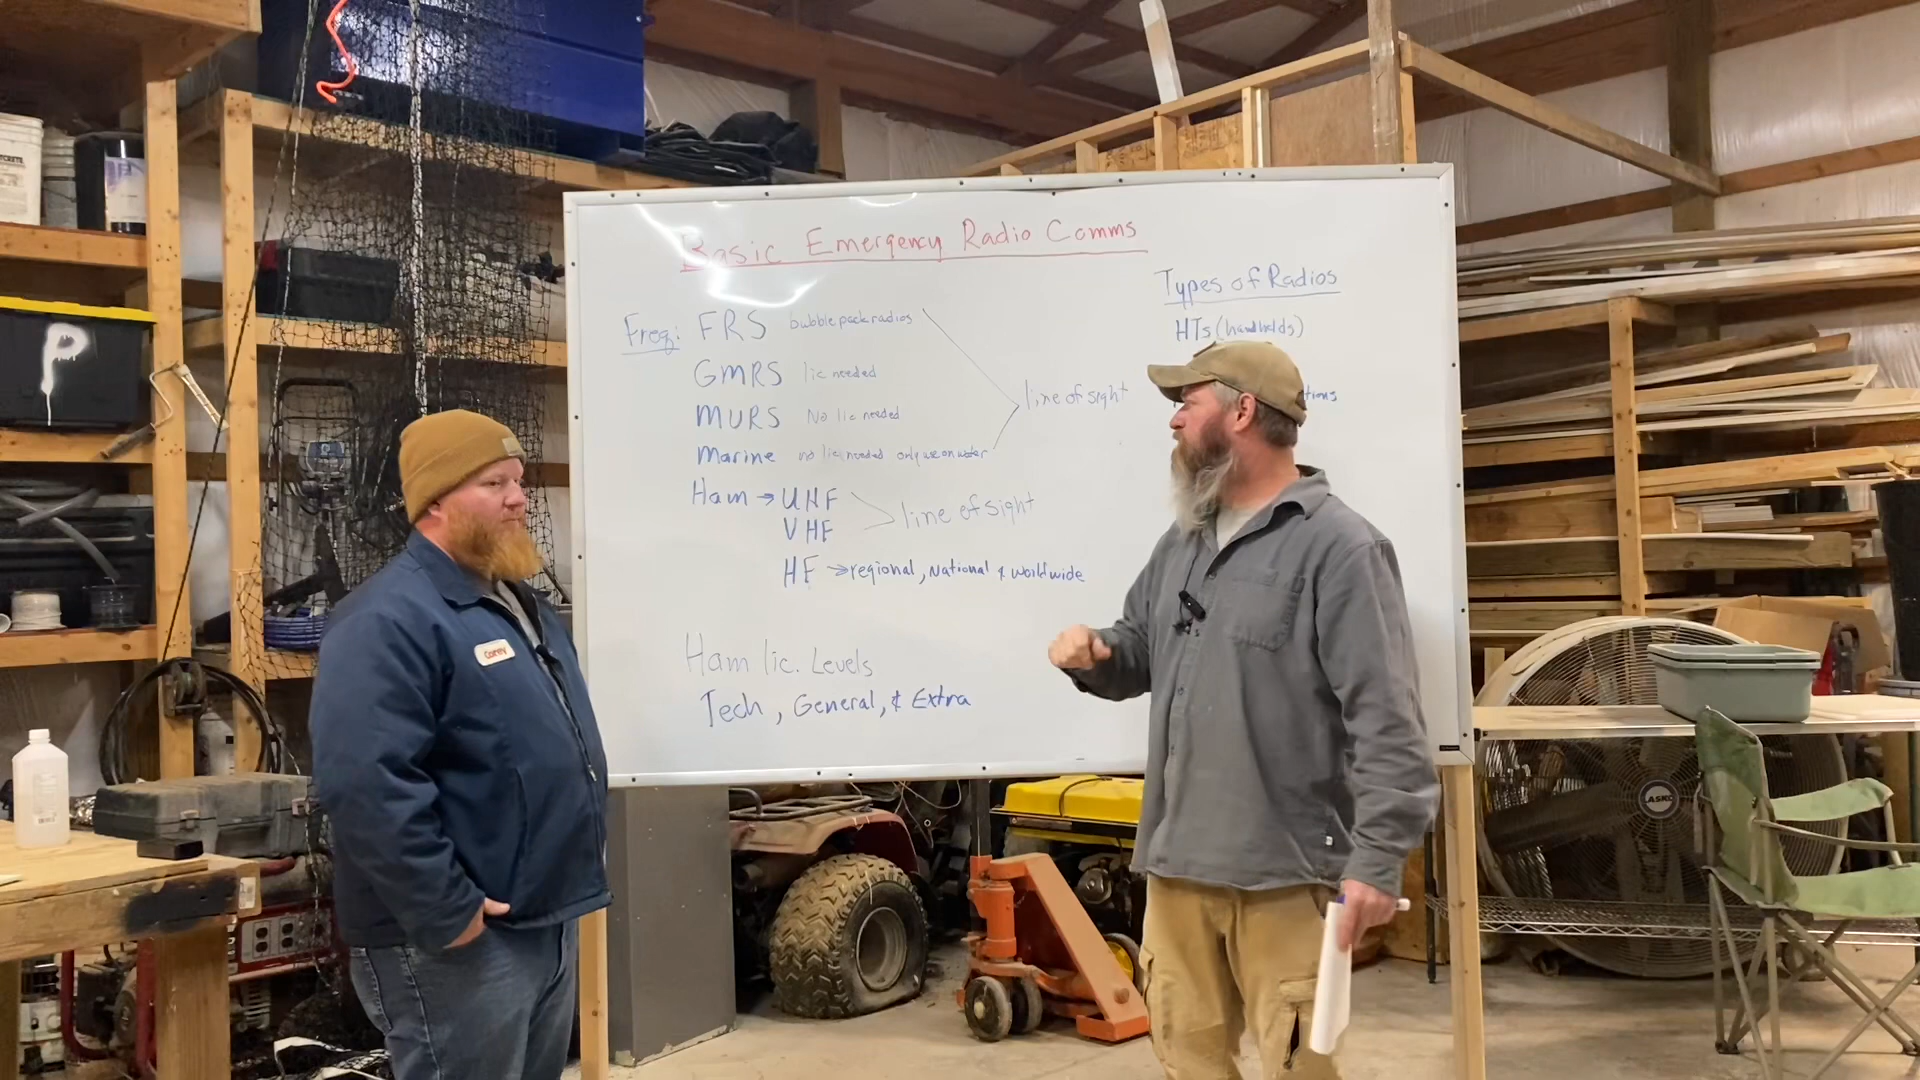 Basic Emergency Radio Comms
Types of Radios
HTs (handhelds)
tions
Freq: FRS bubble pack radios
GMRS lic needed
MURS No lic needed
line of sight
Marine no lic needed only use on water
Ham → UHF
VHF
line of sight
HF → regional, National & Worldwide
Ham lic. Levels
Tech, General, & Extra
Corey
P
LASKO